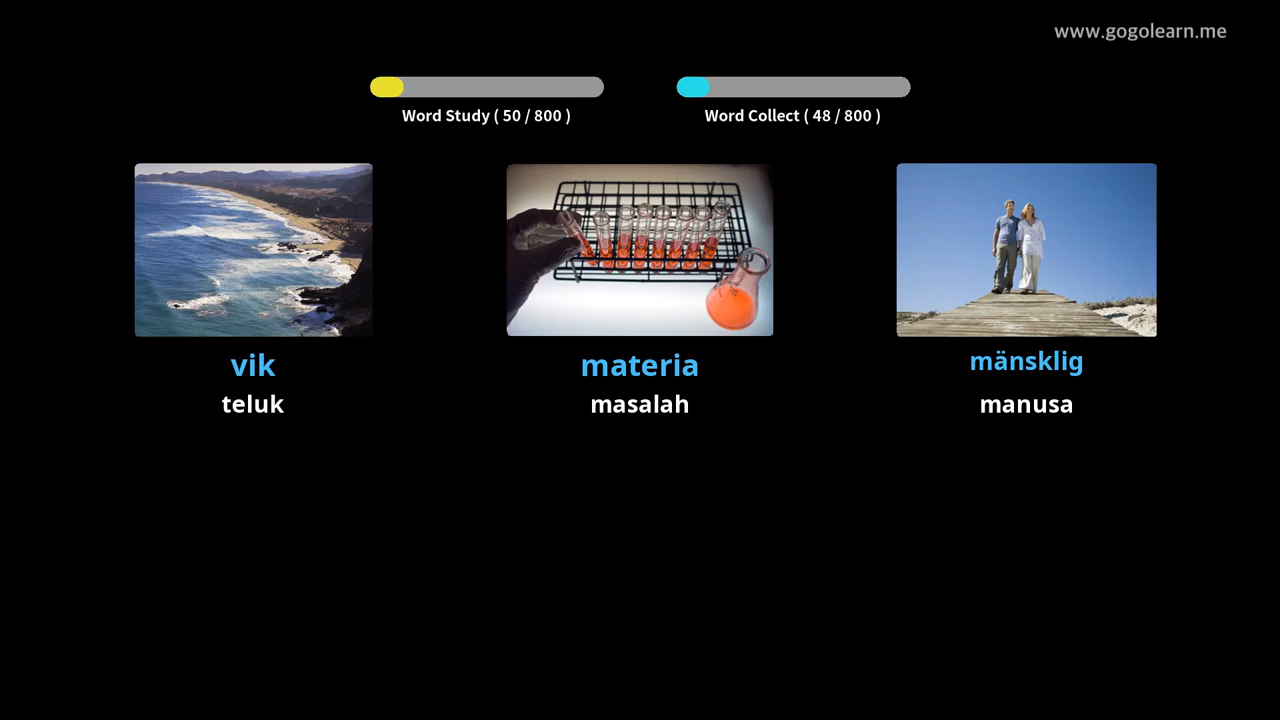 www.gogolearn.me
Word Study ( 50 / 800 )
Word Collect ( 48 / 800 )
vik
teluk
materia
masalah
mänsklig
manusa